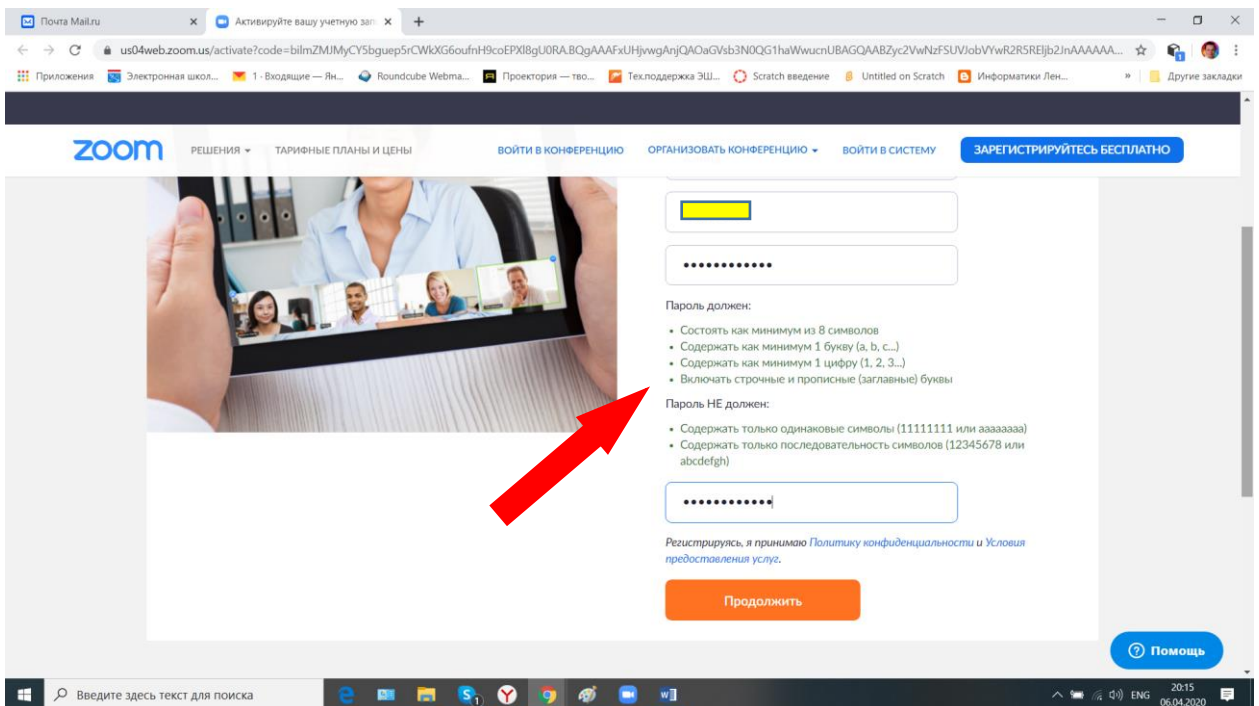 Почта Mail.ru
Активируйте вашу учетную зап
us04web.zoom.us/activate?code=
Приложения
Электронная школ...
1 · Входящие — Ян...
Roundcube Webma...
Проектория — тво...
Тех.поддержка ЭШ...
Scratch введение
Untitled on Scratch
Информатики Лен...
»
Другие закладки
zoom
РЕШЕНИЯ
ТАРИФНЫЕ ПЛАНЫ И ЦЕНЫ
ВОЙТИ В КОНФЕРЕНЦИЮ
ОРГАНИЗОВАТЬ КОНФЕРЕНЦИЮ
ВОЙТИ В СИСТЕМУ
ЗАРЕГИСТРИРУЙТЕСЬ БЕСПЛАТНО
Пароль должен:
• Состоять как минимум из 8 символов
• Содержать как минимум 1 букву (a, b, c...)
• Содержать как минимум 1 цифру (1, 2, 3...)
• Включать строчные и прописные (заглавные) буквы
Пароль НЕ должен:
• Содержать только одинаковые символы (11111111 или aaaaaaaa)
• Содержать только последовательность символов (12345678 или
abcdefgh)
Регистрируясь, я принимаю Политику конфиденциальности и Условия
предоставления услуг.
Продолжить
Помощь
Введите здесь текст для поиска
ENG
20:15
06.04.2020